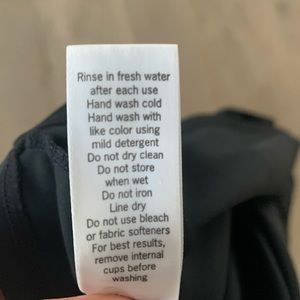 Rinse in fresh water
after each use
Hand wash cold
Hand wash with
like color using
mild detergent
Do not dry clean
Do not store
when wet
Do not iron
Line dry
Do not use bleach
or fabric softeners
For best results,
remove internal
cups before
washing